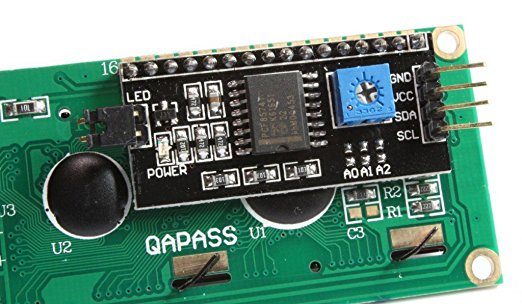 16
LED
GND
VCC
SDA
SCL
POWER
A0 A1 A2
R2
R1
U3
U2
QAPASS
U1
C3